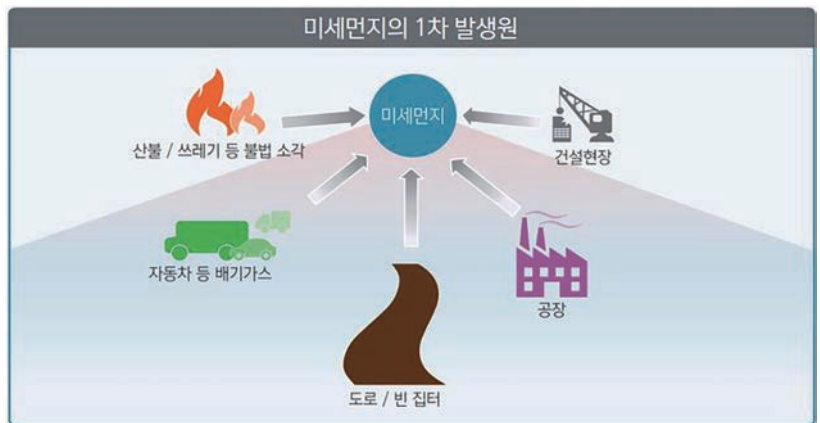 미세먼지의 1차 발생원
미세먼지
산불 / 쓰레기 등 불법 소각
건설현장
자동차 등 배기가스
공장
도로 / 빈 집터